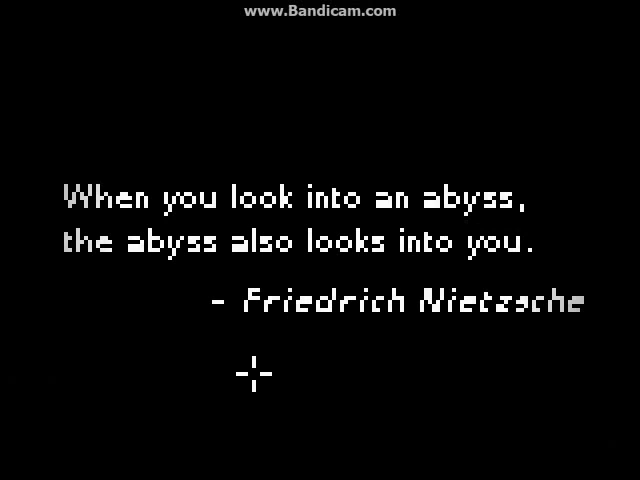 www.Bandicam.com
When you look into an abyss,
the abyss also looks into you.
- Friedrich Nietzsche